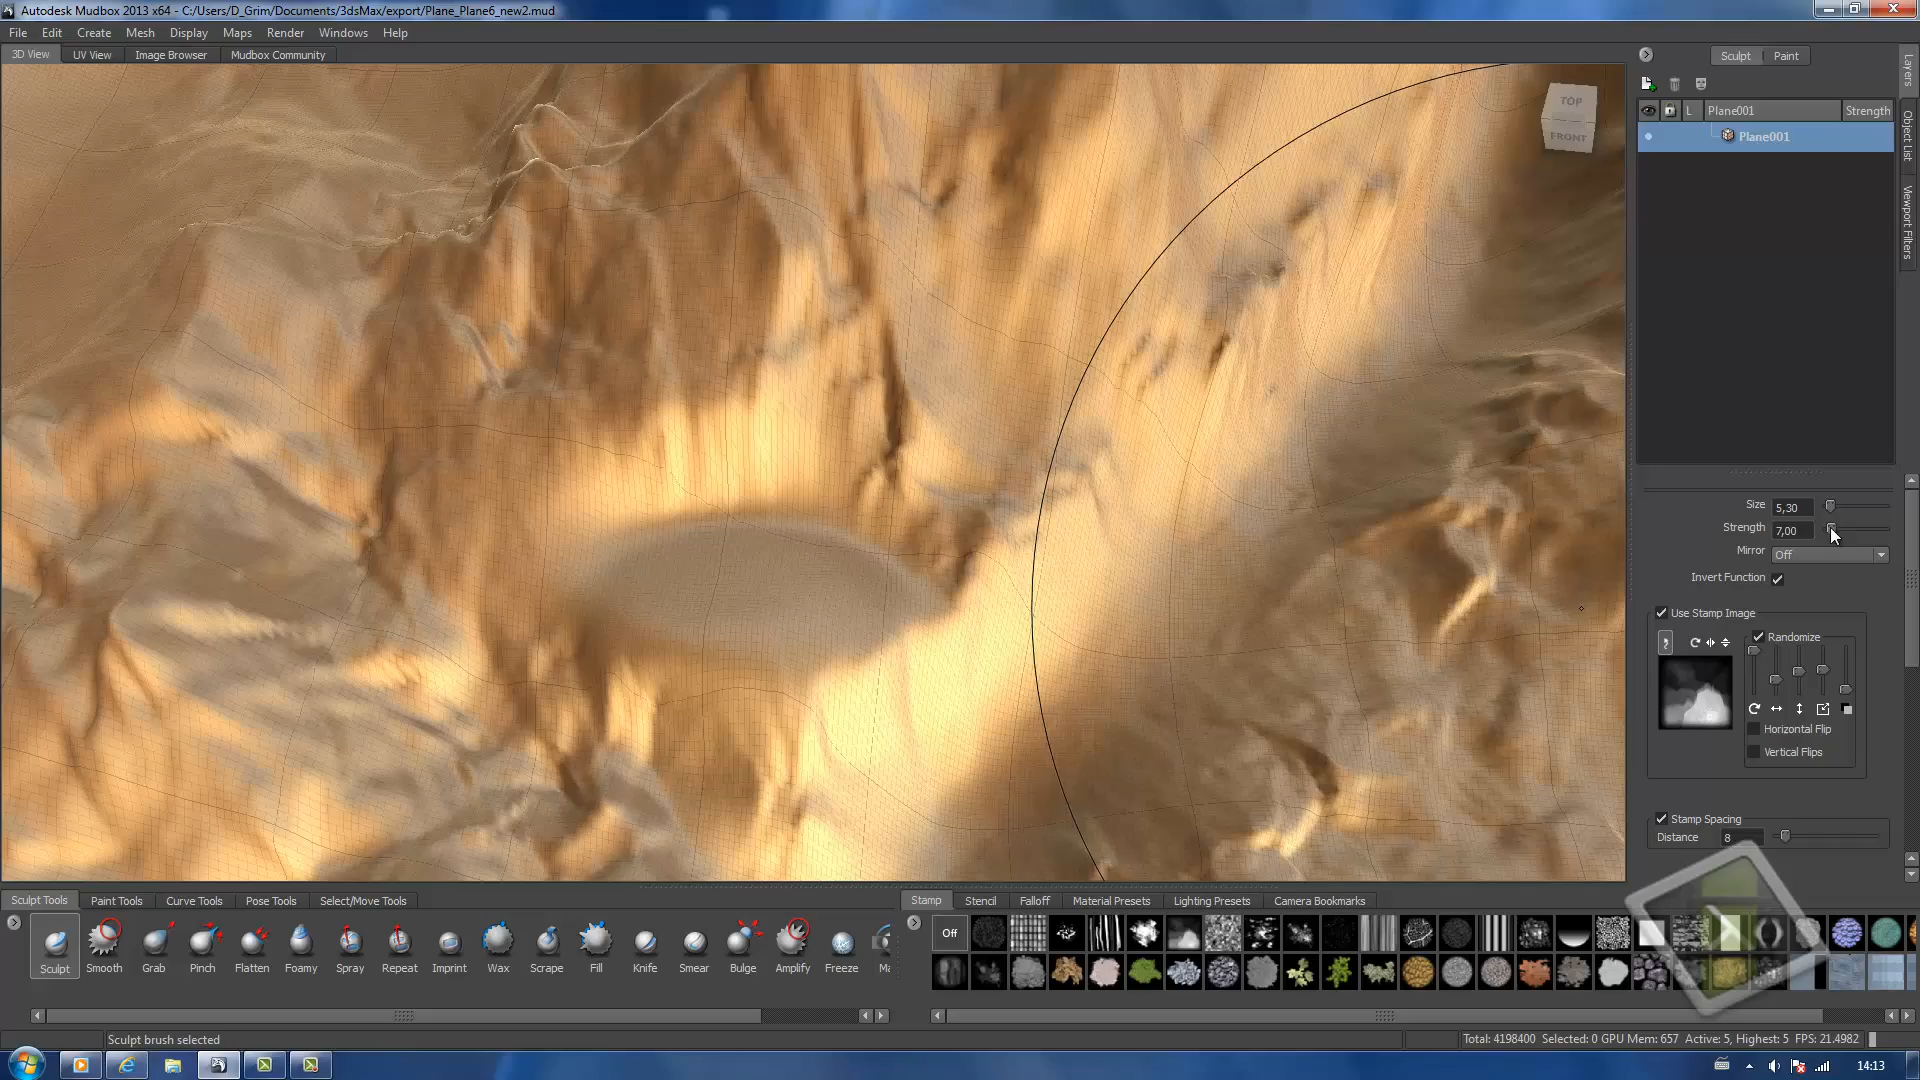 Autodesk Mudbox 2013 x64 - C:/Users/D_Grim/Documents/3dsMax/export/Plane_Plane6_new2.mud
File Edit Create Mesh Display Maps Render Windows Help
3D View UV View Image Browser Mudbox Community
Sculpt Paint
TOP
FRONT
L Plane001 Strength
Plane001
Layers
Object List
Viewport Filters
Size 5,30
Strength 7,00
Mirror Off
Invert Function
Use Stamp Image
Randomize
Horizontal Flip
Vertical Flips
Stamp Spacing
Distance 8
Sculpt Tools Paint Tools Curve Tools Pose Tools Select/Move Tools
Stamp Stencil Falloff Material Presets Lighting Presets Camera Bookmarks
Off
Sculpt Smooth Grab Pinch Flatten Foamy Spray Repeat Imprint Wax Scrape Fill Knife Smear Bulge Amplify Freeze Ma
Sculpt brush selected
Total: 4198400 Selected: 0 GPU Mem: 657 Active: 5, Highest: 5 FPS: 21.4982
14:13